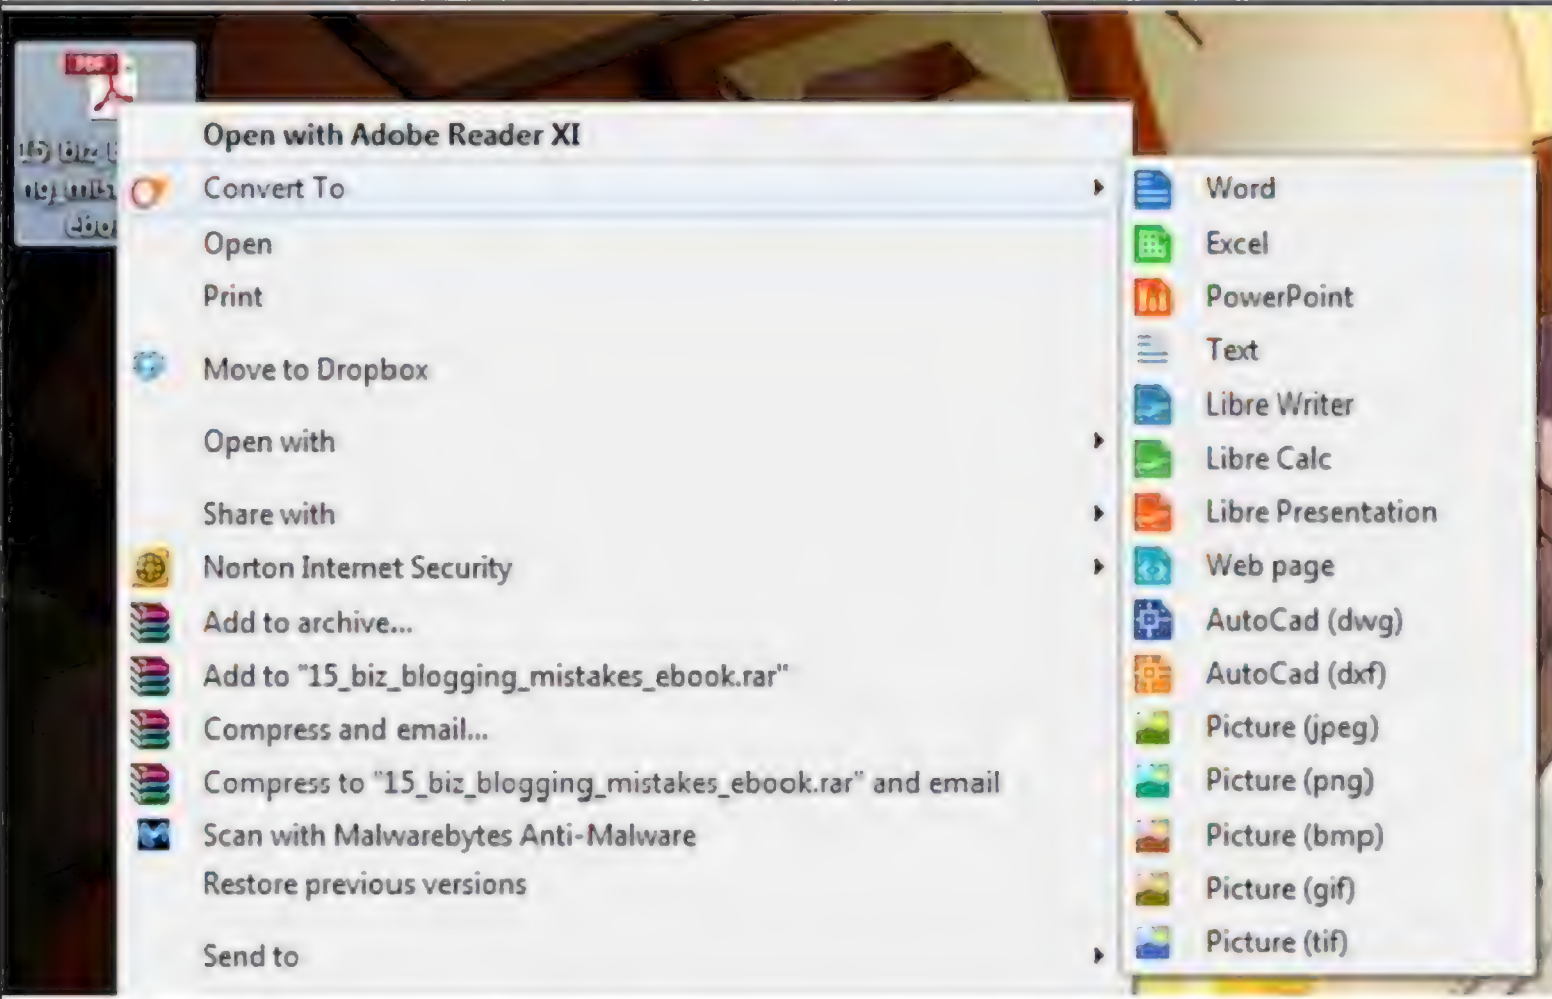 PDF
Open with Adobe Reader XI
Convert To
Open
Print
Move to Dropbox
Open with
Share with
Norton Internet Security
Add to archive...
Add to "15_biz_blogging_mistakes_ebook.rar"
Compress and email...
Compress to "15_biz_blogging_mistakes_ebook.rar" and email
Scan with Malwarebytes Anti-Malware
Restore previous versions
Send to
Word
Excel
PowerPoint
Text
Libre Writer
Libre Calc
Libre Presentation
Web page
AutoCad (dwg)
AutoCad (dxf)
Picture (jpeg)
Picture (png)
Picture (bmp)
Picture (gif)
Picture (tif)